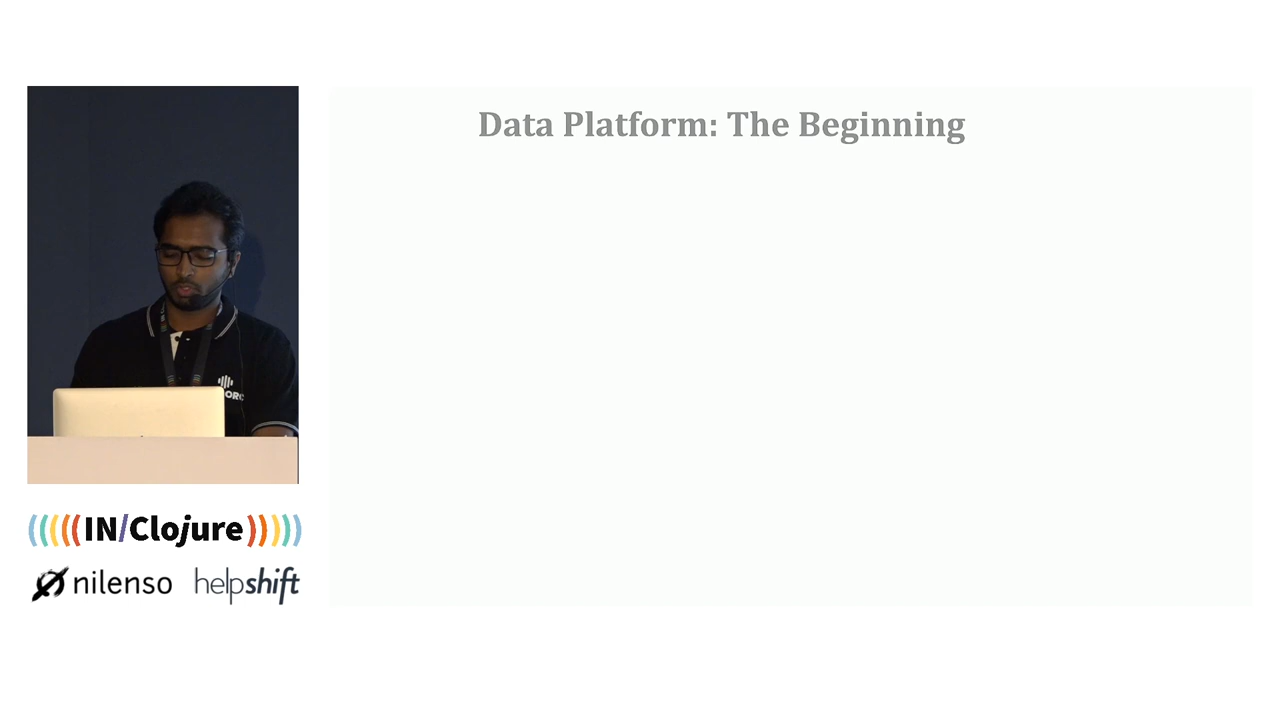 Data Platform: The Beginning
(((((IN/Clojure)))))
nilenso helpshift